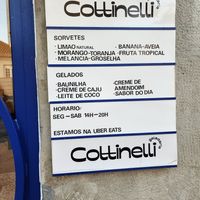 Cottinelli
SORVETES
· LIMAO NATURAL · BANANA-AVEIA
· MORANGO-TORANJA · FRUTA TROPICAL
· MELANCIA-GROSELHA
GELADOS
· BAUNILHA · CREME DE
· CREME DE CAJU AMENDOIM
· LEITE DE COCO · SABOR DO DIA
HORARIO:
SEG-SAB 14H-20H
ESTAMOS NA UBER EATS
Cottinelli